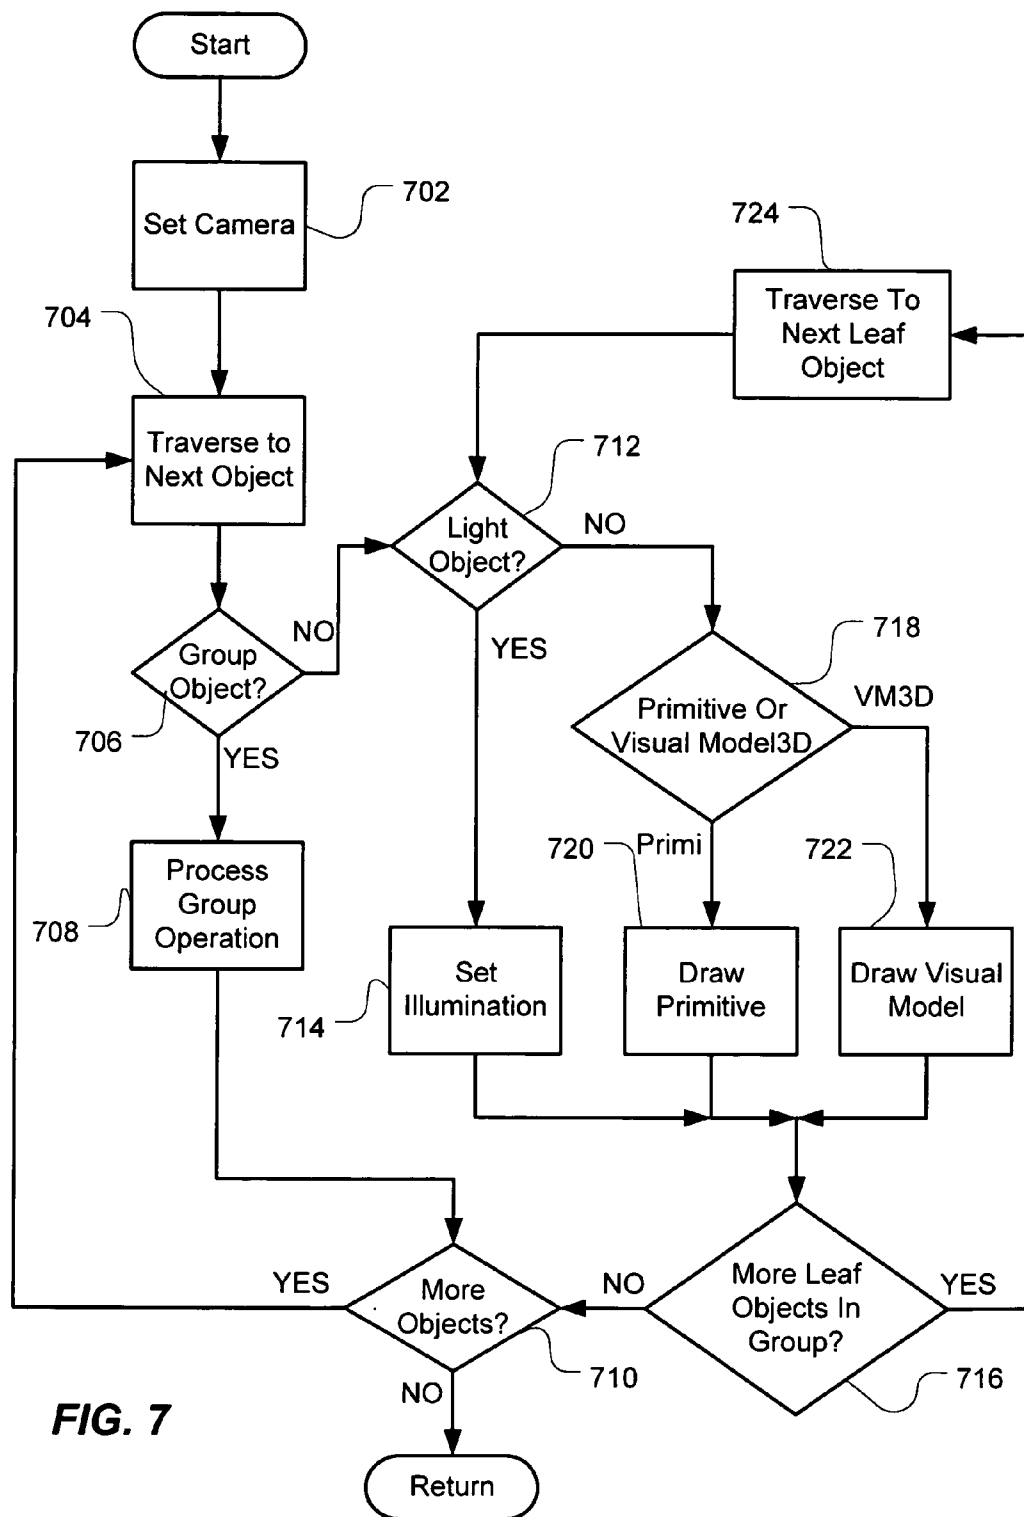 Start
Set Camera
702
724
Traverse To
Next Leaf
Object
704
Traverse to
Next Object
712
Light
Object?
NO
NO
Group
Object?
706
YES
YES
718
Primitive Or
Visual Model3D
VM3D
Process
Group
Operation
708
720
Primi
722
Set
Illumination
714
Draw
Primitive
Draw Visual
Model
YES
More
Objects?
710
NO
More Leaf
Objects In
Group?
YES
716
NO
FIG. 7
Return